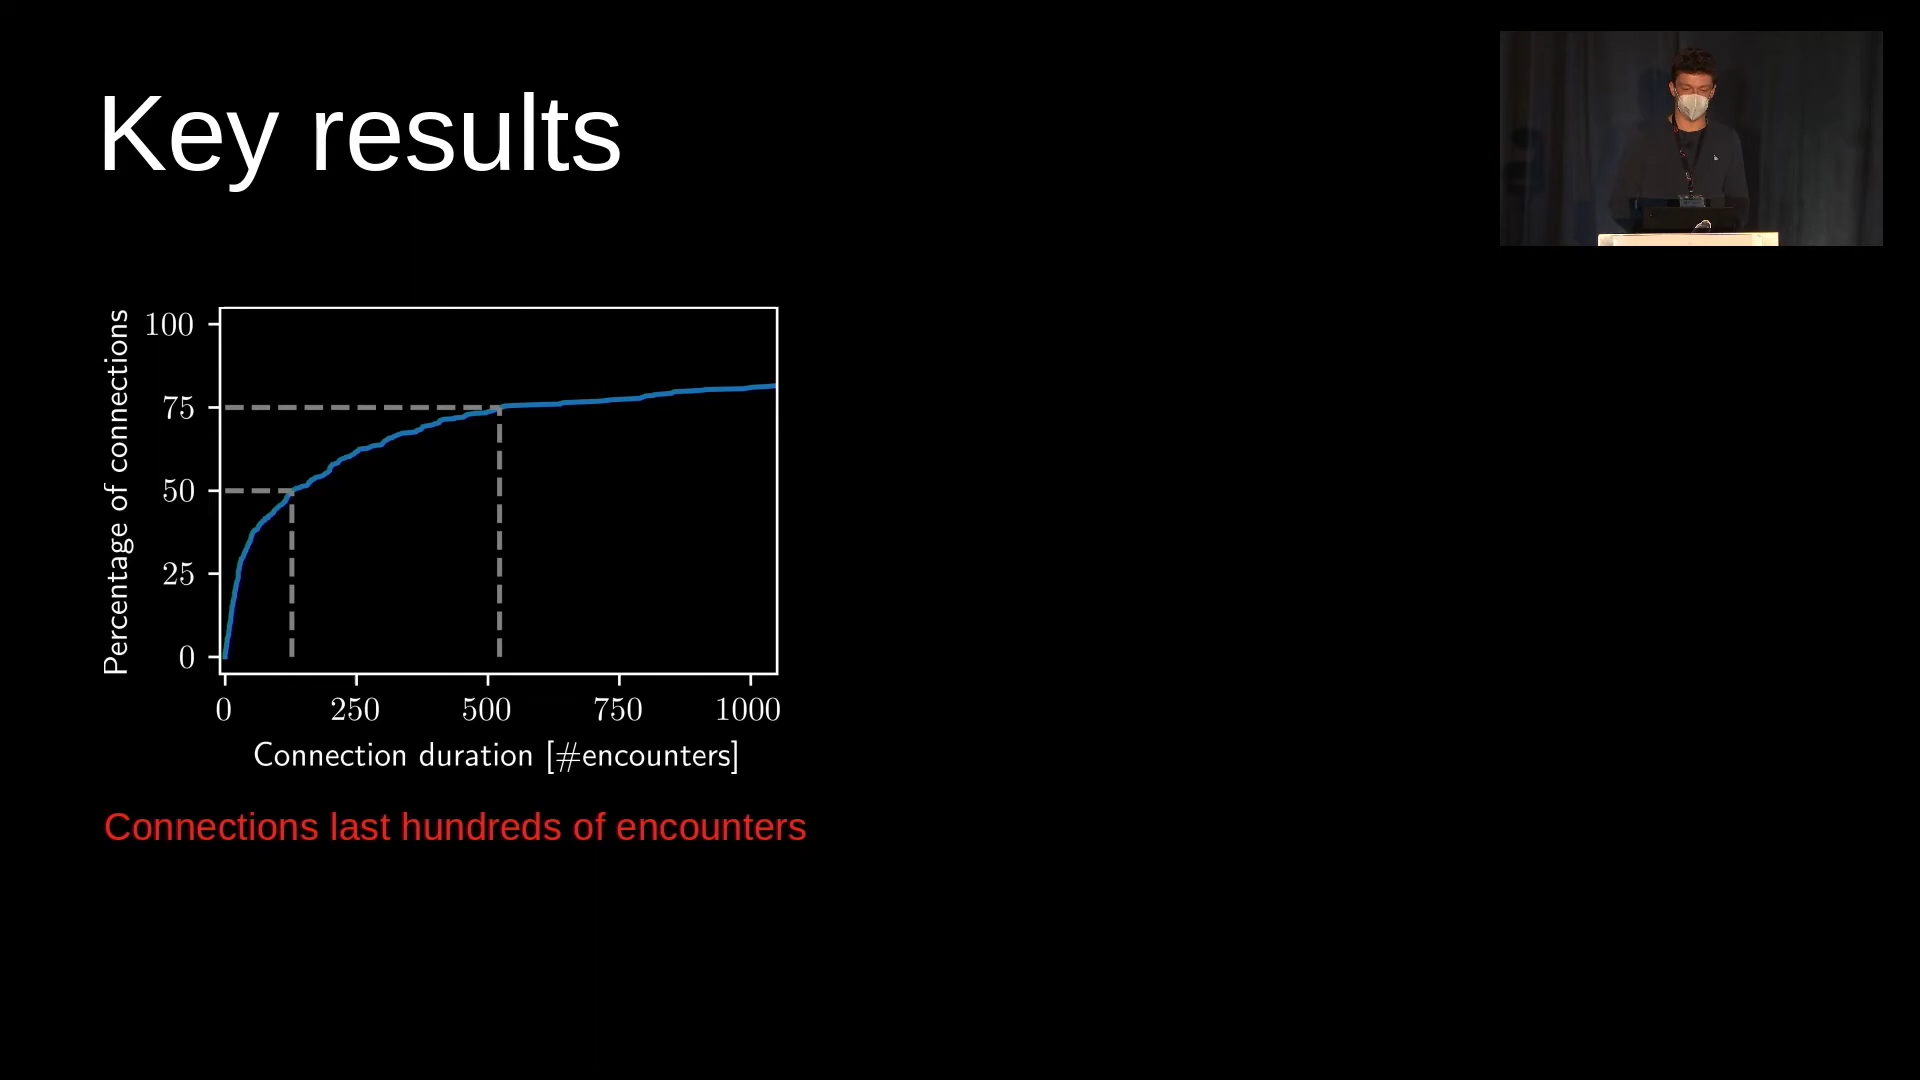 Key results
Percentage of connections
100
75
50
25
0
0 250 500 750 1000
Connection duration [#encounters]
Connections last hundreds of encounters